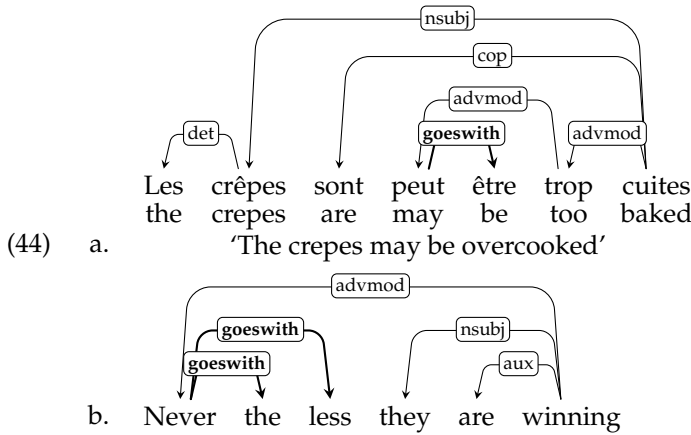 nsubj
cop
advmod
det goeswith advmod
Les crêpes sont peut être trop cuites
the crepes are may be too baked
(44) a. 'The crepes may be overcooked'
advmod
goeswith nsubj
goeswith aux
b. Never the less they are winning